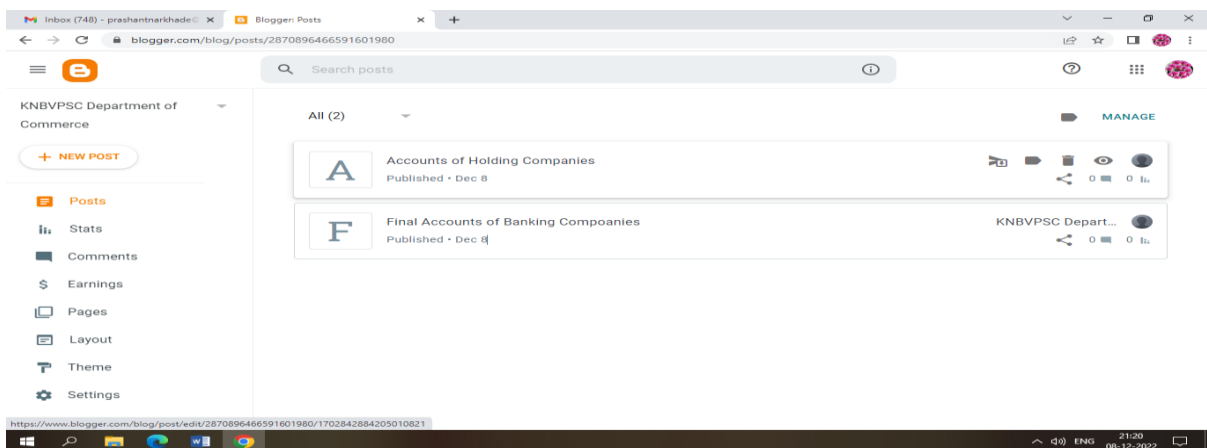 Inbox (748) - prashantnarkhade
Blogger: Posts
blogger.com/blog/posts/2870896466591601980
Search posts
KNBVPSC Department of
Commerce
All (2)
MANAGE
NEW POST
A
Accounts of Holding Companies
Published • Dec 8
0
0
F
Final Accounts of Banking Compoanies
Published • Dec 8
KNBVPSC Depart...
0
0
Posts
Stats
Comments
Earnings
Pages
Layout
Theme
Settings
https://www.blogger.com/blog/post/edit/2870896466591601980/1702842884205010821
ENG
21:20
08-12-2022